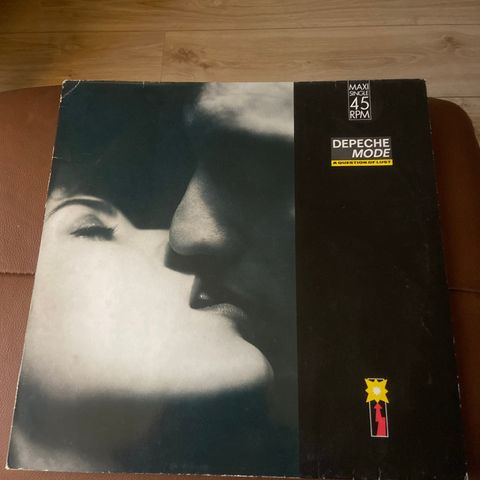 MAXI
SINGLE
45
RPM
DEPECHE
MODE
A QUESTION OF LUST